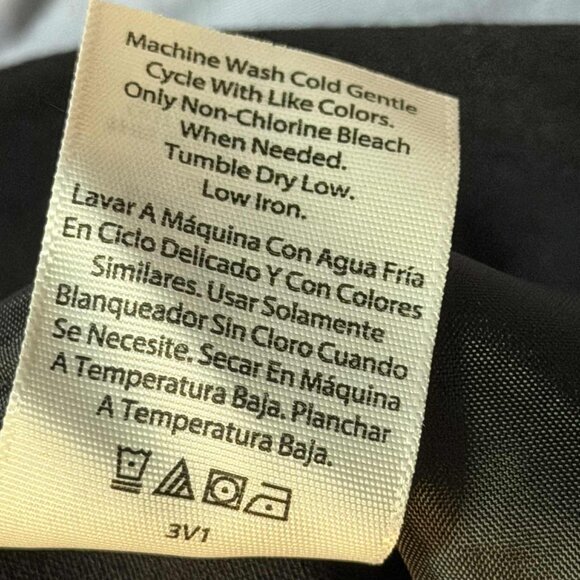 Machine Wash Cold Gentle
Cycle With Like Colors.
Only Non-Chlorine Bleach
When Needed.
Tumble Dry Low.
Low Iron.
Lavar A Máquina Con Agua Fría
En Ciclo Delicado Y Con Colores
Similares. Usar Solamente
Blanqueador Sin Cloro Cuando
Se Necesite. Secar En Máquina
A Temperatura Baja. Planchar
A Temperatura Baja.
3V1